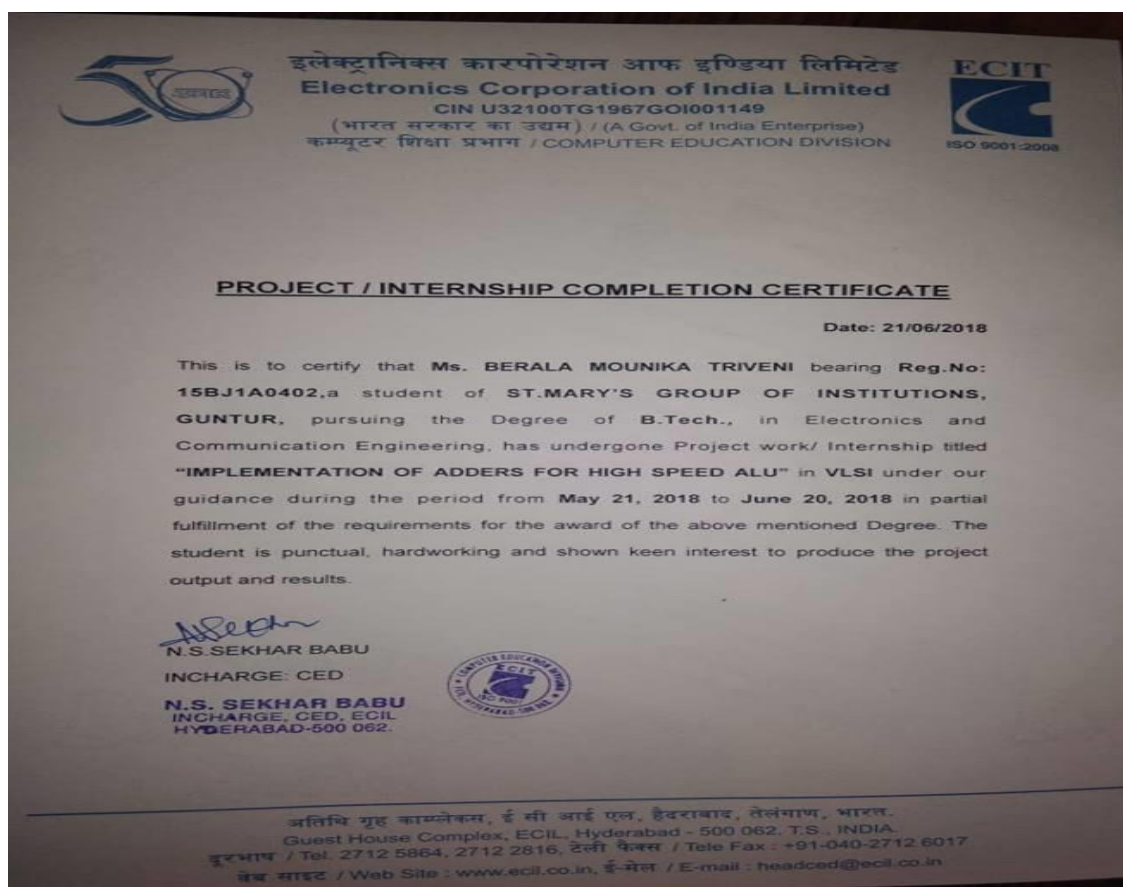 50
इलेक्ट्रानिक्स कारपोरेशन आफ इण्डिया लिमिटेड
Electronics Corporation of India Limited
CIN U32100TG1967GOI001149
(भारत सरकार का उद्यम) / (A Govt. of India Enterprise)
कम्प्यूटर शिक्षा प्रभाग / COMPUTER EDUCATION DIVISION
ECIT
ISO 9001:2008
PROJECT / INTERNSHIP COMPLETION CERTIFICATE
Date: 21/06/2018
This is to certify that Ms. BERALA MOUNIKA TRIVENI bearing Reg.No:
15BJ1A0402,a student of ST.MARY'S GROUP OF INSTITUTIONS,
GUNTUR, pursuing the Degree of B.Tech., in Electronics and
Communication Engineering, has undergone Project work/ Internship titled
“IMPLEMENTATION OF ADDERS FOR HIGH SPEED ALU” in VLSI under our
guidance during the period from May 21, 2018 to June 20, 2018 in partial
fulfillment of the requirements for the award of the above mentioned Degree. The
student is punctual, hardworking and shown keen interest to produce the project
output and results.
N.S.SEKHAR BABU
INCHARGE: CED
N.S. SEKHAR BABU
INCHARGE, CED, ECIL
HYDERABAD-500 062.
COMPUTER EDUCATION DIVISION
ECIT
ISO 9001
अतिथि गृह काम्प्लेक्स, ई सी आई एल, हैदराबाद, तेलंगाण, भारत.
Guest House Complex, ECIL, Hyderabad - 500 062. T.S., INDIA.
दूरभाष / Tel. 2712 5864, 2712 2816, टेली फैक्स / Tele Fax : +91-040-2712 6017
वेब साइट / Web Site : www.ecil.co.in, ई-मेल / E-mail : headced@ecil.co.in